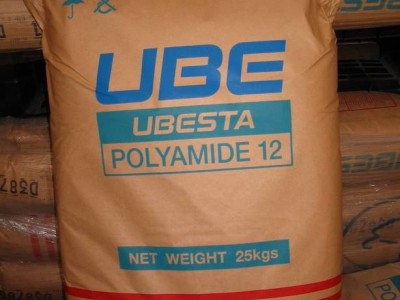 UBE
UBESTA
POLYAMIDE 12
NET WEIGHT 25kgs